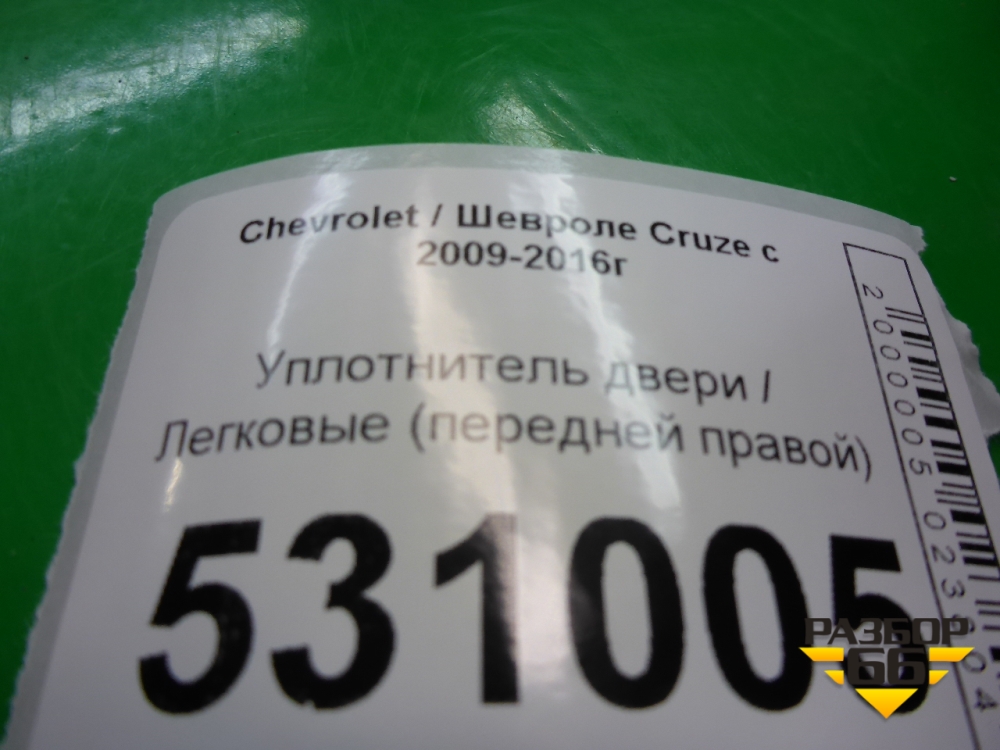 Chevrolet / Шевроле Cruze с
2009-2016г
Уплотнитель двери /
Легковые (передней правой)
531005
РАЗБОР
66